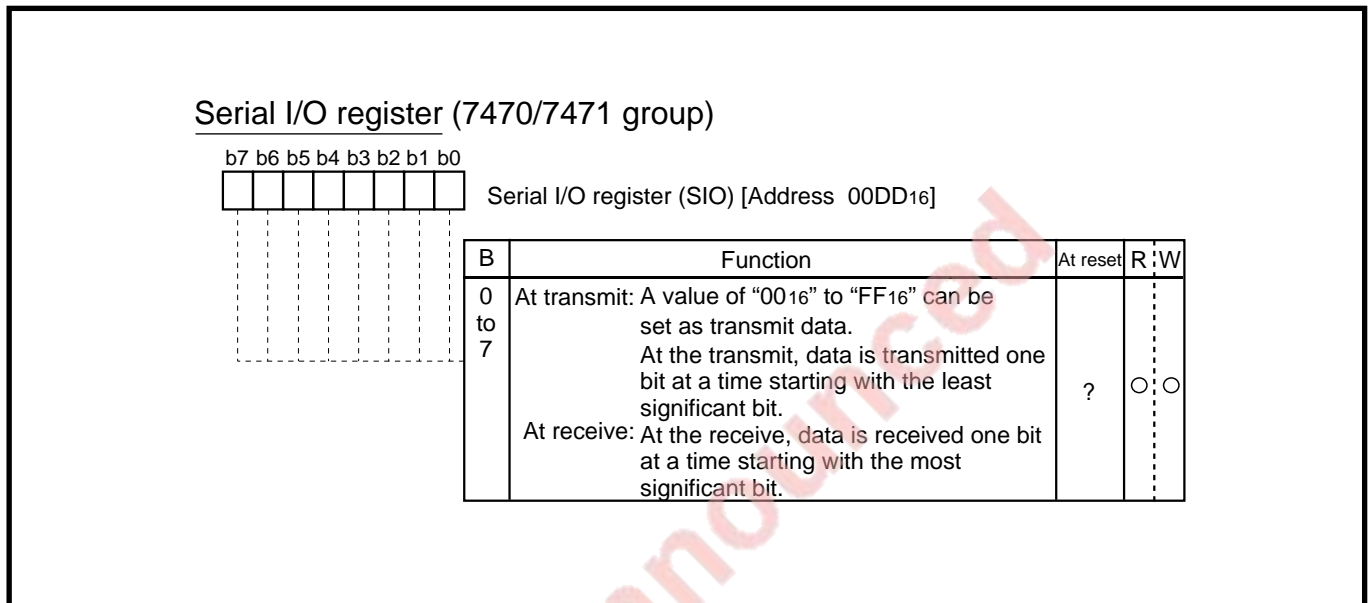 Serial I/O register (7470/7471 group)
b7 b6 b5 b4 b3 b2 b1 b0
Serial I/O register (SIO) [Address 00DD16]
B Function At reset R W
0 At transmit: A value of “0016” to “FF16” can be
to set as transmit data.
7 At the transmit, data is transmitted one
bit at a time starting with the least
? ○ ○
significant bit.
At receive: At the receive, data is received one bit
at a time starting with the most
significant bit.